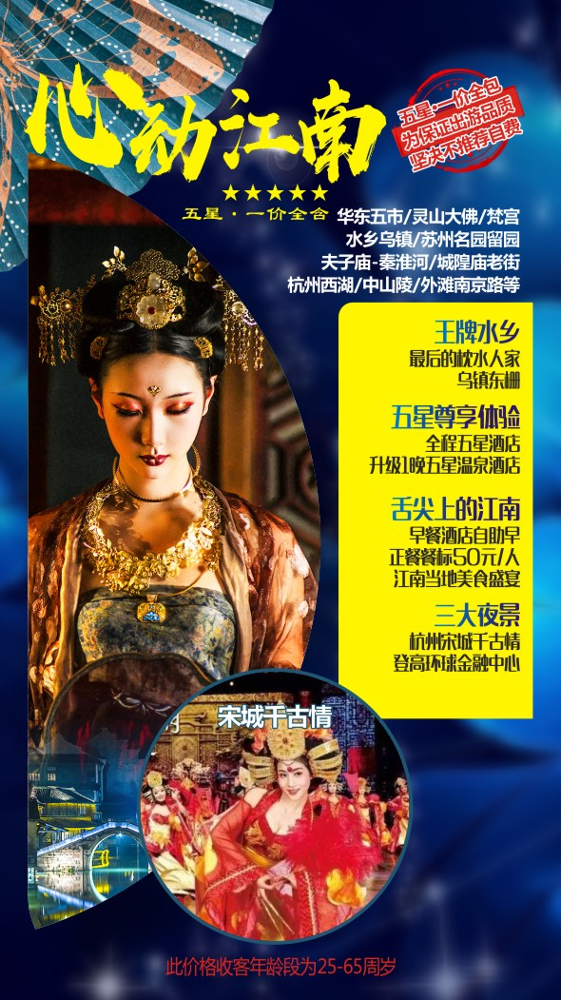 心动江南
五星·一价全包
为保证出游品质
坚决不推荐自费
★★★★★
五星·一价全含
华东五市/灵山大佛/梵宫
水乡乌镇/苏州名园留园
夫子庙-秦淮河/城隍庙老街
杭州西湖/中山陵/外滩南京路等
王牌水乡
最后的枕水人家
乌镇东栅
五星尊享体验
全程五星酒店
升级1晚五星温泉酒店
舌尖上的江南
早餐酒店自助早
正餐餐标50元/人
江南当地美食盛宴
三大夜景
杭州宋城千古情
登高环球金融中心
宋城千古情
此价格收客年龄段为25-65周岁